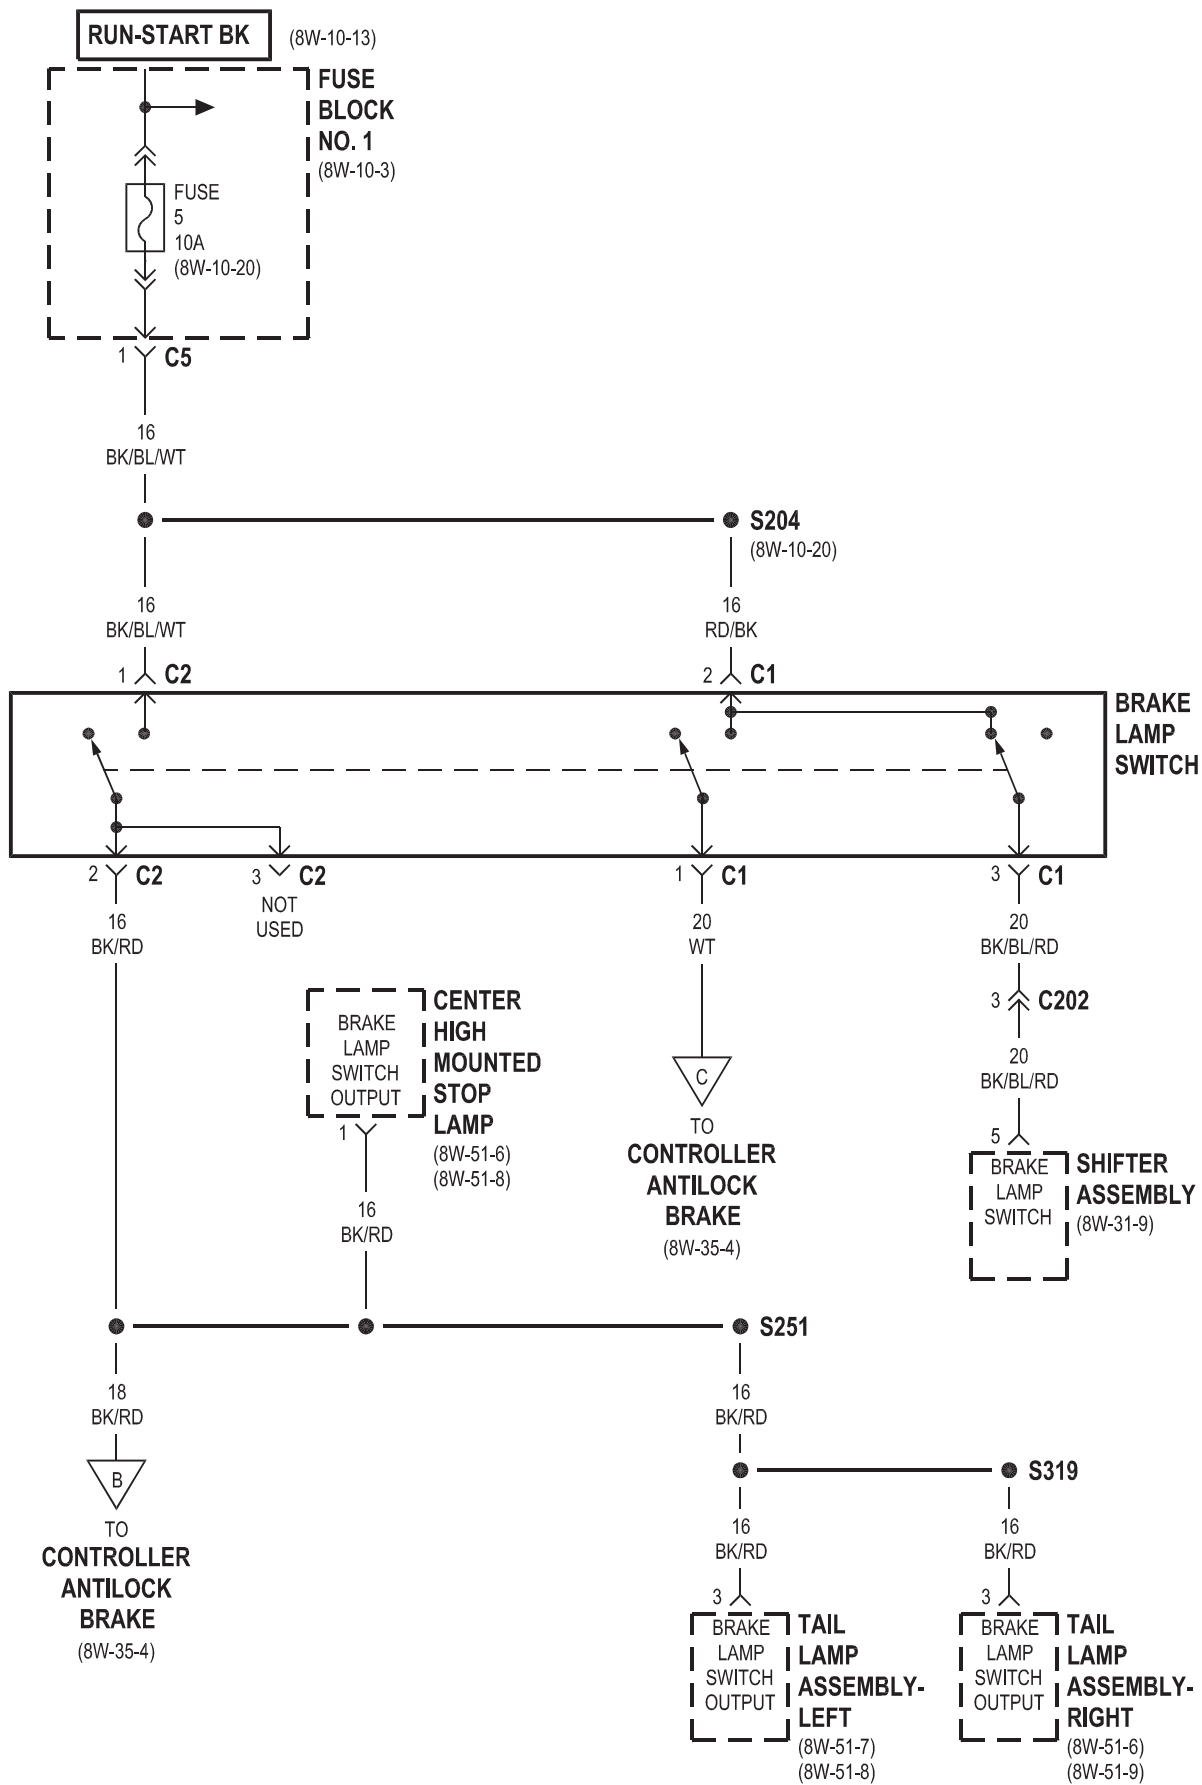 RUN-START BK
(8W-10-13)
FUSE
BLOCK
NO. 1
(8W-10-3)
FUSE
5
10A
(8W-10-20)
1
C5
16
BK/BL/WT
S204
(8W-10-20)
16
BK/BL/WT
16
RD/BK
1
C2
2
C1
BRAKE
LAMP
SWITCH
2
C2
3
C2
1
C1
3
C1
NOT
USED
16
BK/RD
20
WT
20
BK/BL/RD
3
C202
20
BK/BL/RD
BRAKE
LAMP
SWITCH
OUTPUT
CENTER
HIGH
MOUNTED
STOP
LAMP
(8W-51-6)
(8W-51-8)
1
16
BK/RD
C
TO
CONTROLLER
ANTILOCK
BRAKE
(8W-35-4)
5
BRAKE
LAMP
SWITCH
SHIFTER
ASSEMBLY
(8W-31-9)
S251
18
BK/RD
16
BK/RD
B
TO
CONTROLLER
ANTILOCK
BRAKE
(8W-35-4)
S319
16
BK/RD
16
BK/RD
3
BRAKE
LAMP
SWITCH
OUTPUT
TAIL
LAMP
ASSEMBLY-
LEFT
(8W-51-7)
(8W-51-8)
3
BRAKE
LAMP
SWITCH
OUTPUT
TAIL
LAMP
ASSEMBLY-
RIGHT
(8W-51-6)
(8W-51-9)